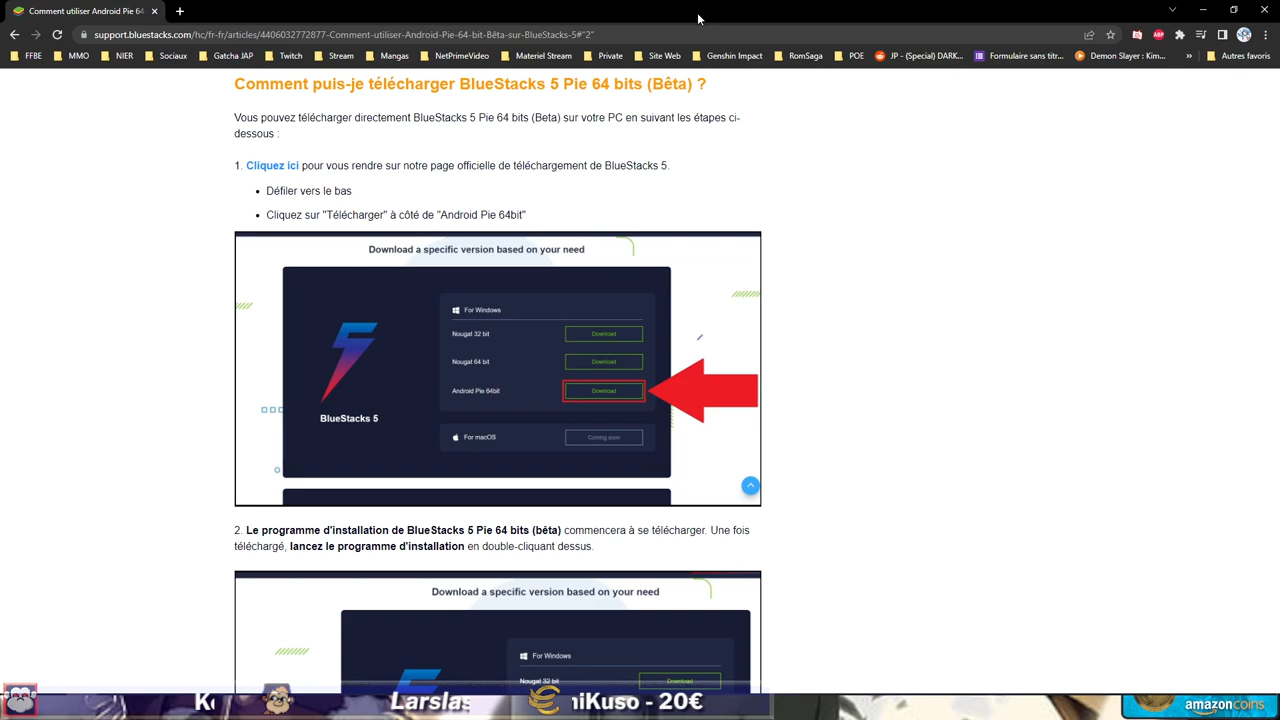 Comment utiliser Android Pie 64
support.bluestacks.com/hc/fr-fr/articles/4406032772877-Comment-utiliser-Android-Pie-64-bit-Bêta-sur-BlueStacks-5#"2"
FFBE MMO NIER Sociaux Gatcha JAP Twitch Stream Mangas NetPrimeVideo Materiel Stream Private Site Web Genshin Impact RomSaga POE JP - (Special) DARK... Formulaire sans titr... Demon Slayer : Kim... » Autres favoris
Comment puis-je télécharger BlueStacks 5 Pie 64 bits (Bêta) ?
Vous pouvez télécharger directement BlueStacks 5 Pie 64 bits (Beta) sur votre PC en suivant les étapes ci-
dessous :
1. Cliquez ici pour vous rendre sur notre page officielle de téléchargement de BlueStacks 5.
• Défiler vers le bas
• Cliquez sur "Télécharger" à côté de "Android Pie 64bit"
Download a specific version based on your need
For Windows
Nougat 32 bit Download
Nougat 64 bit Download
Android Pie 64bit Download
BlueStacks 5
For macOS Coming soon
2. Le programme d'installation de BlueStacks 5 Pie 64 bits (bêta) commencera à se télécharger. Une fois
téléchargé, lancez le programme d'installation en double-cliquant dessus.
Download a specific version based on your need
For Windows
Nougat 32 bit Download
Larslas niKuso - 20€
amazoncoins